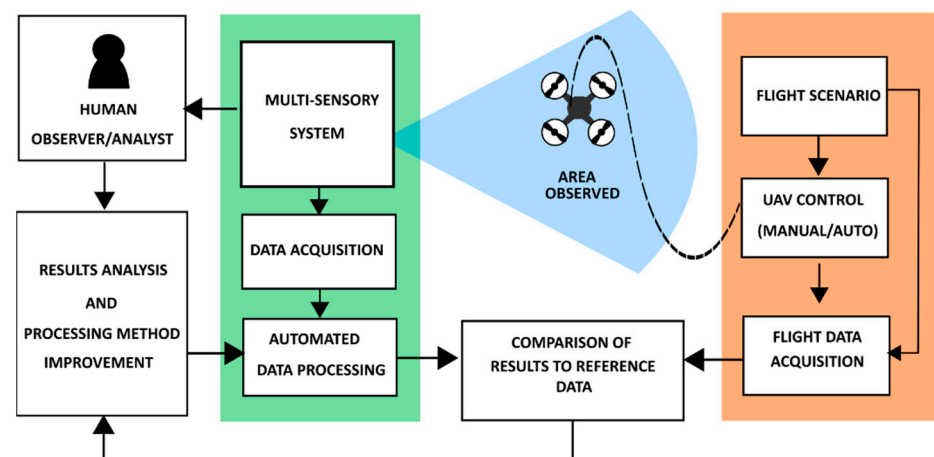 HUMAN
OBSERVER/ANALYST
RESULTS ANALYSIS
AND
PROCESSING METHOD
IMPROVEMENT
MULTI-SENSORY
SYSTEM
DATA ACQUISITION
AUTOMATED
DATA PROCESSING
AREA
OBSERVED
COMPARISON OF
RESULTS TO REFERENCE
DATA
FLIGHT SCENARIO
UAV CONTROL
(MANUAL/AUTO)
FLIGHT DATA
ACQUISITION